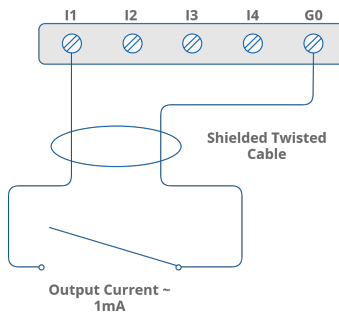 I1 I2 I3 I4 G0
Shielded Twisted
Cable
Output Current ~
1mA